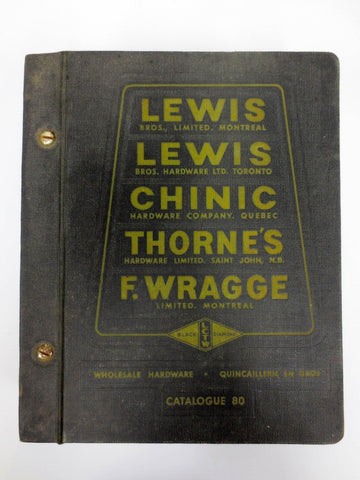 LEWIS
BROS., LIMITED. MONTREAL
LEWIS
BROS. HARDWARE LTD. TORONTO
CHINIC
HARDWARE COMPANY. QUEBEC
THORNE'S
HARDWARE LIMITED. SAINT JOHN, N.B.
F. WRAGGE
LIMITED. MONTREAL
BLACK LCTW DIAMOND
WHOLESALE HARDWARE • QUINCAILLERIE EN GROS
CATALOGUE 80